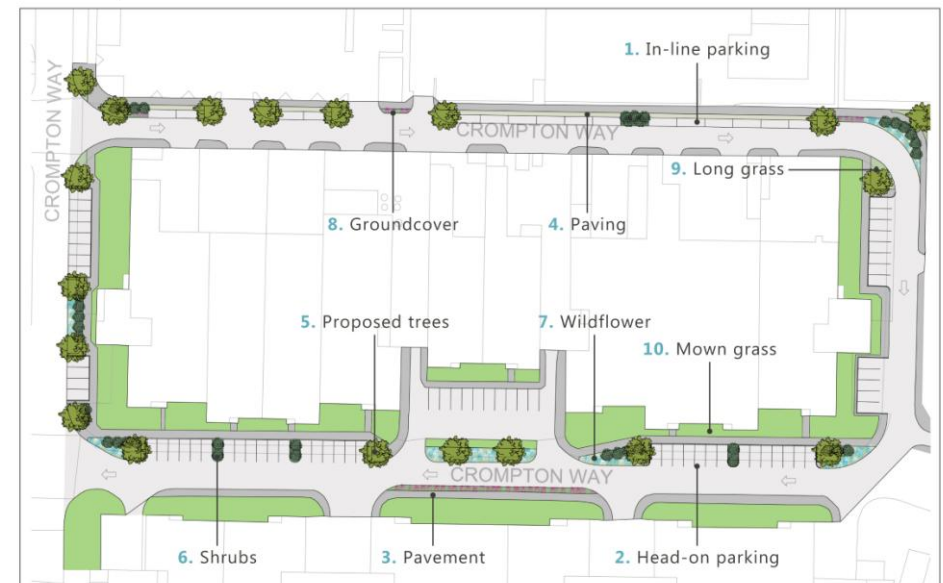 1. In-line parking
CROMPTON WAY
CROMPTON WAY
9. Long grass
8. Groundcover
4. Paving
5. Proposed trees
7. Wildflower
10. Mown grass
CROMPTON WAY
6. Shrubs
3. Pavement
2. Head-on parking